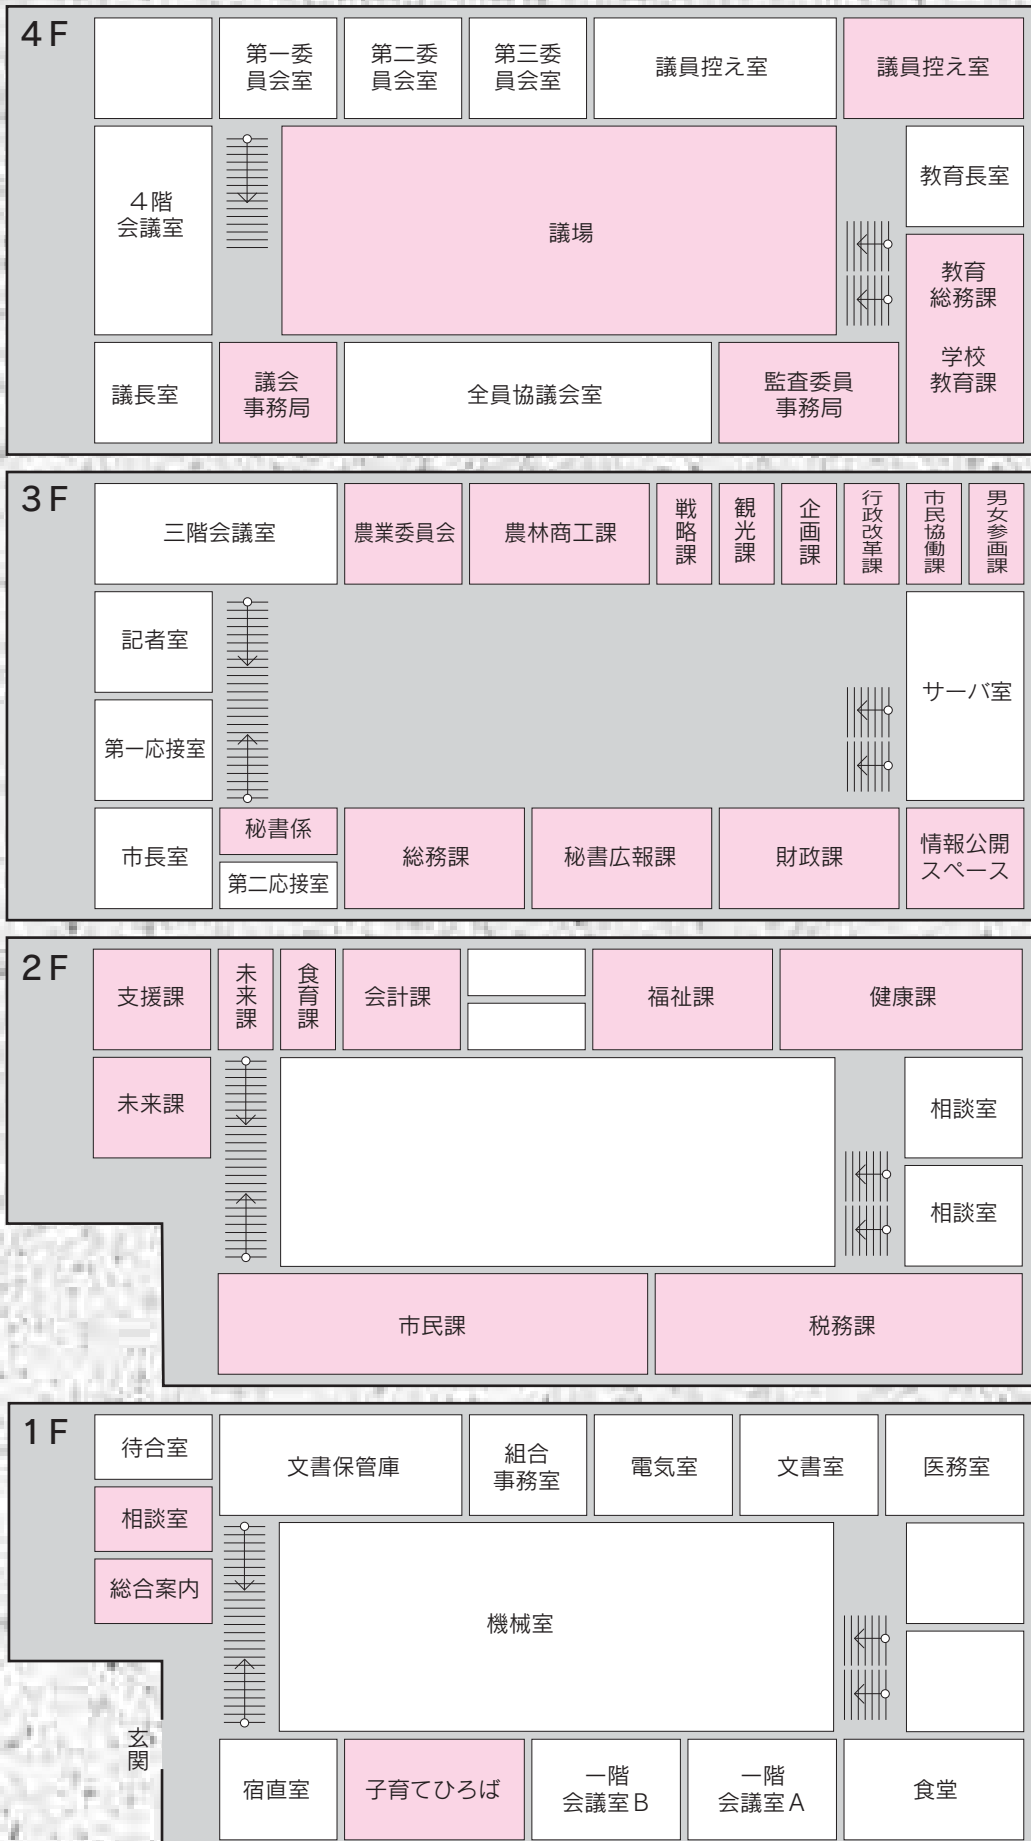 4F
第一委
員会室
第二委
員会室
第三委
員会室
議員控え室
議員控え室
4階
会議室
議場
教育長室
教育
総務課
学校
教育課
議長室
議会
事務局
全員協議会室
監査委員
事務局
3F
三階会議室
農業委員会
農林商工課
戦略課
観光課
企画課
行政改革課
市民協働課
男女参画課
記者室
サーバ室
第一応接室
市長室
秘書係
第二応接室
総務課
秘書広報課
財政課
情報公開
スペース
2F
支援課
未来課
食育課
会計課
福祉課
健康課
未来課
相談室
相談室
市民課
税務課
1F
待合室
文書保管庫
組合
事務室
電気室
文書室
医務室
相談室
総合案内
機械室
玄関
宿直室
子育てひろば
一階
会議室B
一階
会議室A
食堂